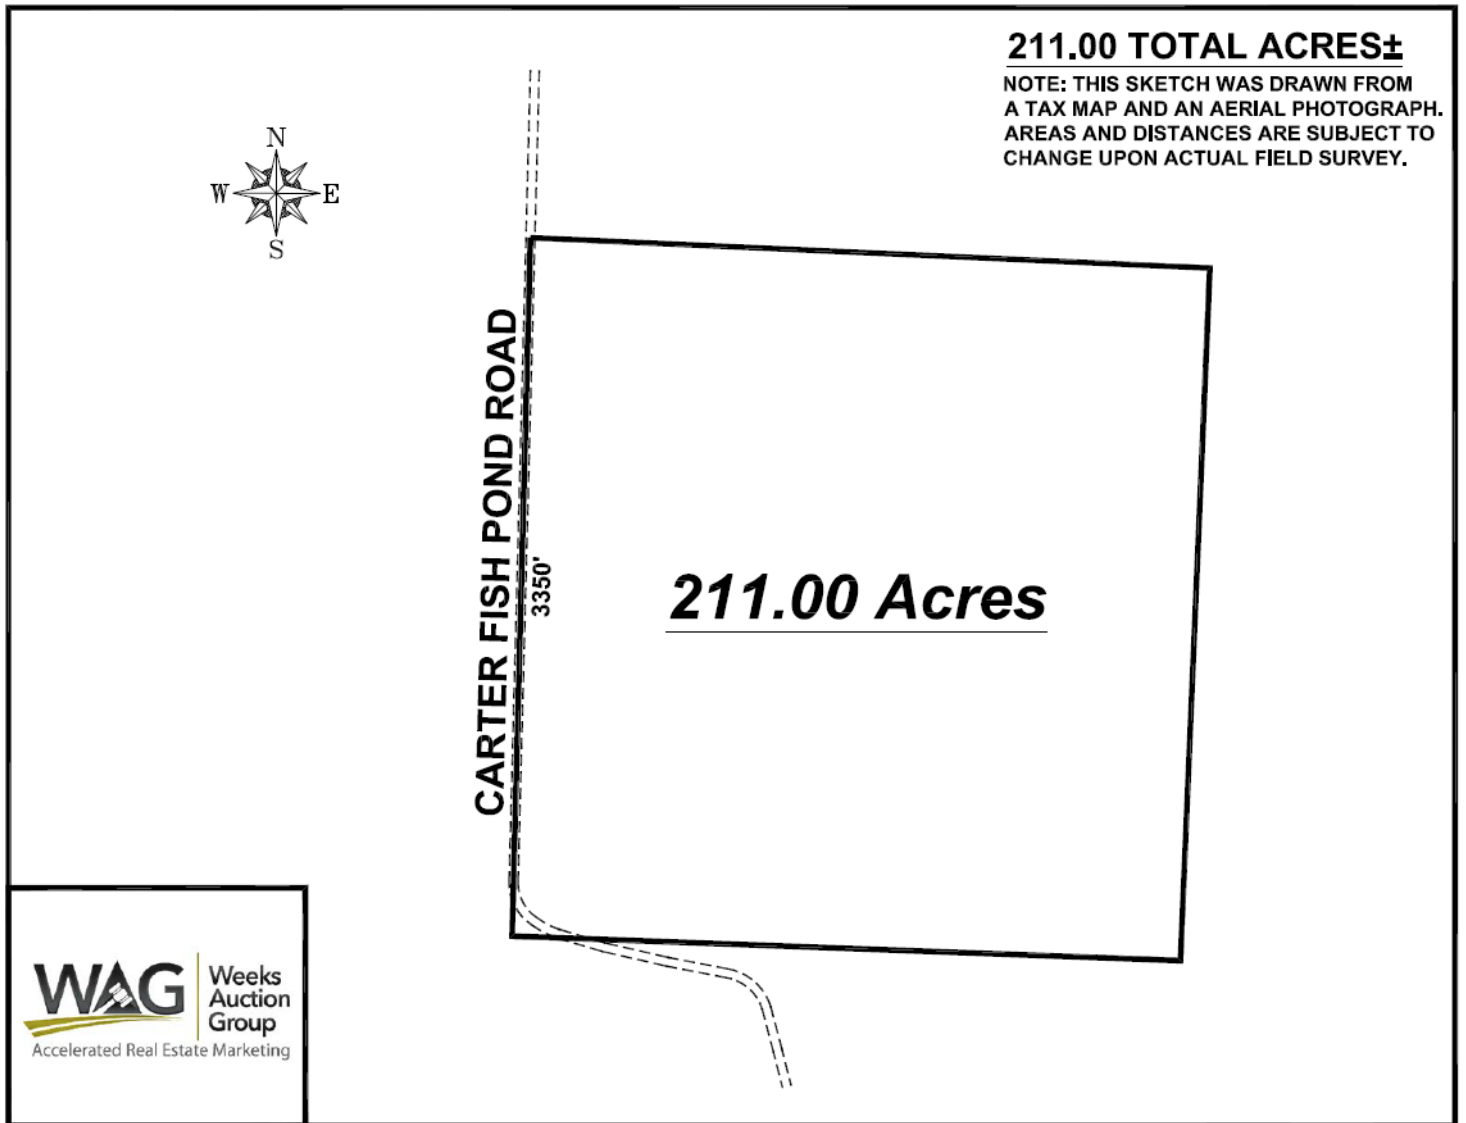 211.00 TOTAL ACRES±
NOTE: THIS SKETCH WAS DRAWN FROM
A TAX MAP AND AN AERIAL PHOTOGRAPH.
AREAS AND DISTANCES ARE SUBJECT TO
CHANGE UPON ACTUAL FIELD SURVEY.
N
W E
S
CARTER FISH POND ROAD
3350'
211.00 Acres
WAG
Weeks
Auction
Group
Accelerated Real Estate Marketing